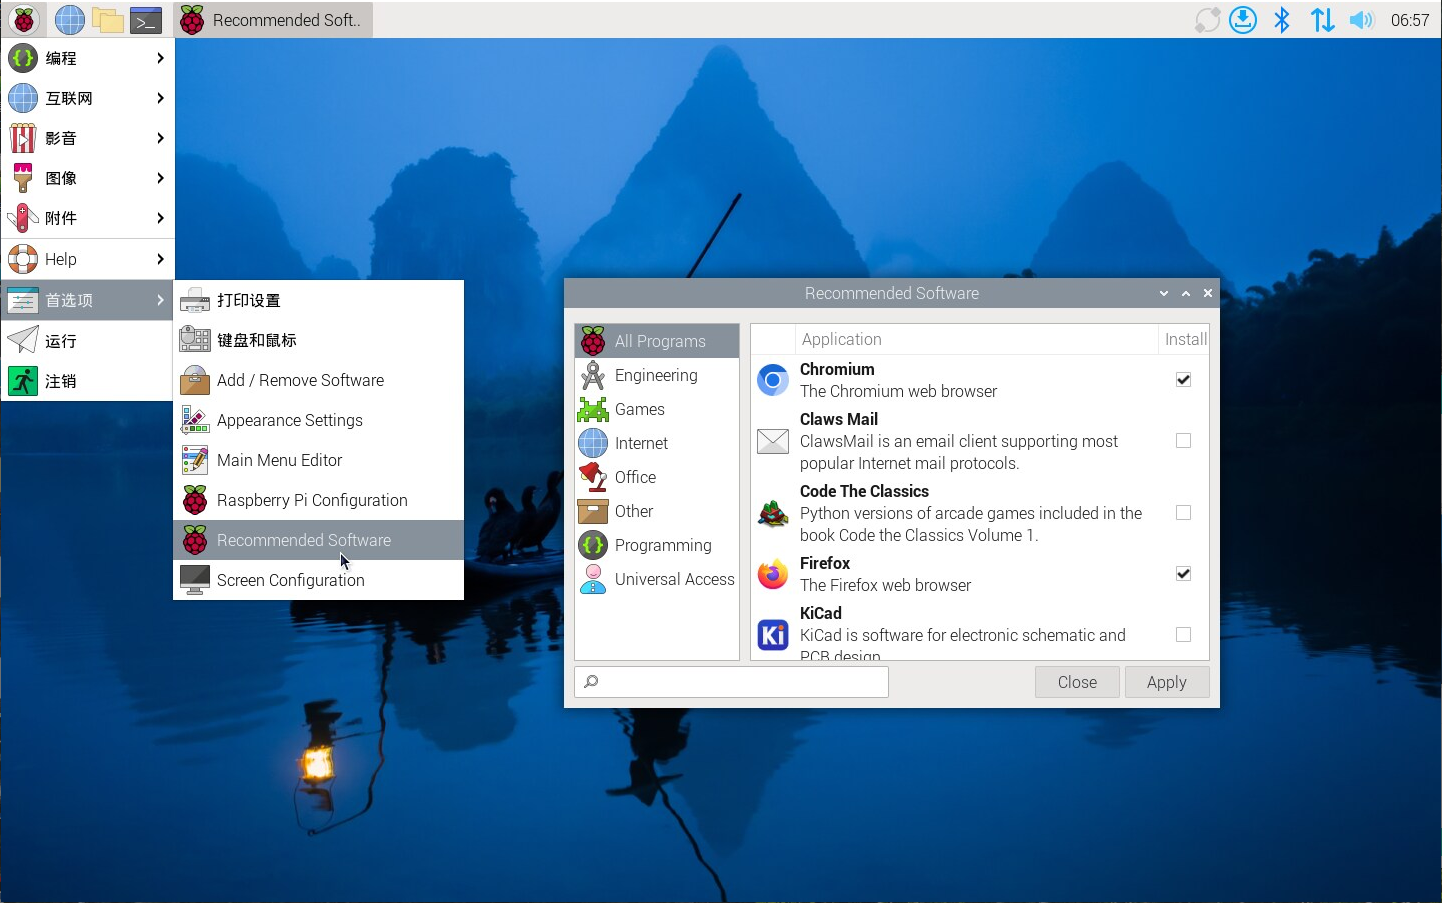 Recommended Soft..
06:57
编程
互联网
影音
图像
附件
Help
首选项
运行
注销
打印设置
键盘和鼠标
Add / Remove Software
Appearance Settings
Main Menu Editor
Raspberry Pi Configuration
Recommended Software
Screen Configuration
Recommended Software
All Programs
Engineering
Games
Internet
Office
Other
Programming
Universal Access
Application
Install
Chromium
The Chromium web browser
Claws Mail
ClawsMail is an email client supporting most
popular Internet mail protocols.
Code The Classics
Python versions of arcade games included in the
book Code the Classics Volume 1.
Firefox
The Firefox web browser
Ki
KiCad
KiCad is software for electronic schematic and
PCB design
Close
Apply